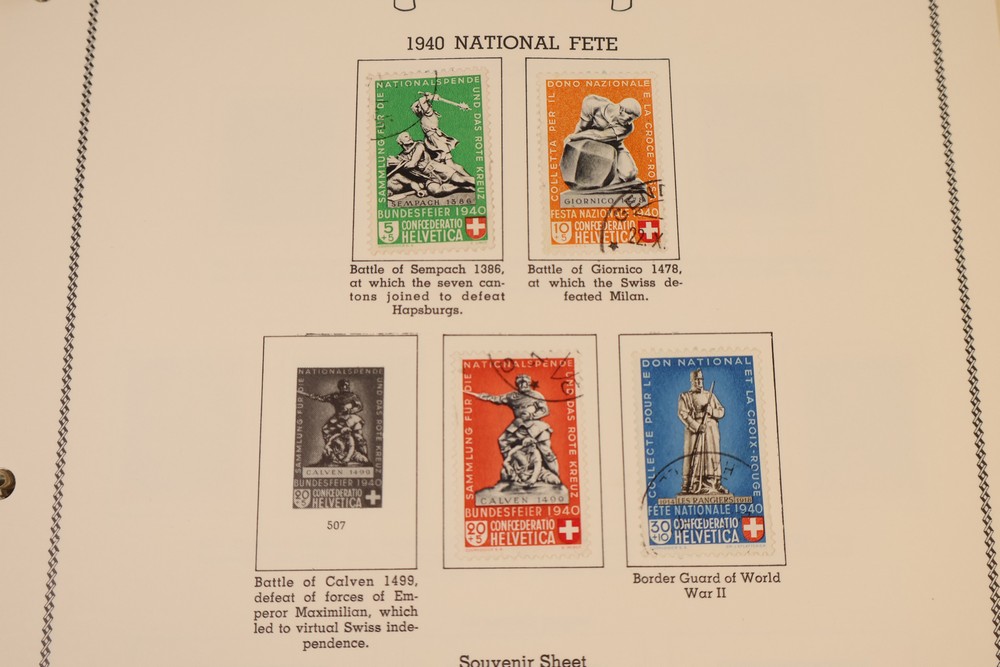 1940 NATIONAL FETE
SAMMLUNG FÜR DIE
NATIONALSPENDE
UND DAS ROTE KREUZ
SEMPACH 1386
BUNDESFEIER 1940
5+5
CONFŒDERATIO
HELVETICA
COLLETTA PER IL
DONO NAZIONALE
E LA CROCE-ROSSA
GIORNICO
FESTA NAZIONALE
10+5
CONFŒDERATIO
HELVETICA
Battle of Sempach 1386,
at which the seven can-
tons joined to defeat
Hapsburgs.
Battle of Giornico 1478,
at which the Swiss de-
feated Milan.
SAMMLUNG FÜR DIE
NATIONALSPENDE
UND DAS ROTE KREUZ
CALVEN 1499
BUNDESFEIER 1940
20+5
CONFŒDERATIO
HELVETICA
507
SAMMLUNG FÜR DIE
NATIONALSPENDE
UND DAS ROTE KREUZ
CALVEN 1499
BUNDESFEIER 1940
20+5
CONFŒDERATIO
HELVETICA
COLLECTE POUR LE
DON NATIONAL
ET LA CROIX-ROUGE
LES RANGIERS
FÊTE NATIONALE 1940
30+10
CONFŒDERATIO
HELVETICA
Battle of Calven 1499,
defeat of forces of Em-
peror Maximilian, which
led to virtual Swiss inde-
pendence.
Border Guard of World
War II
Souvenir Sheet